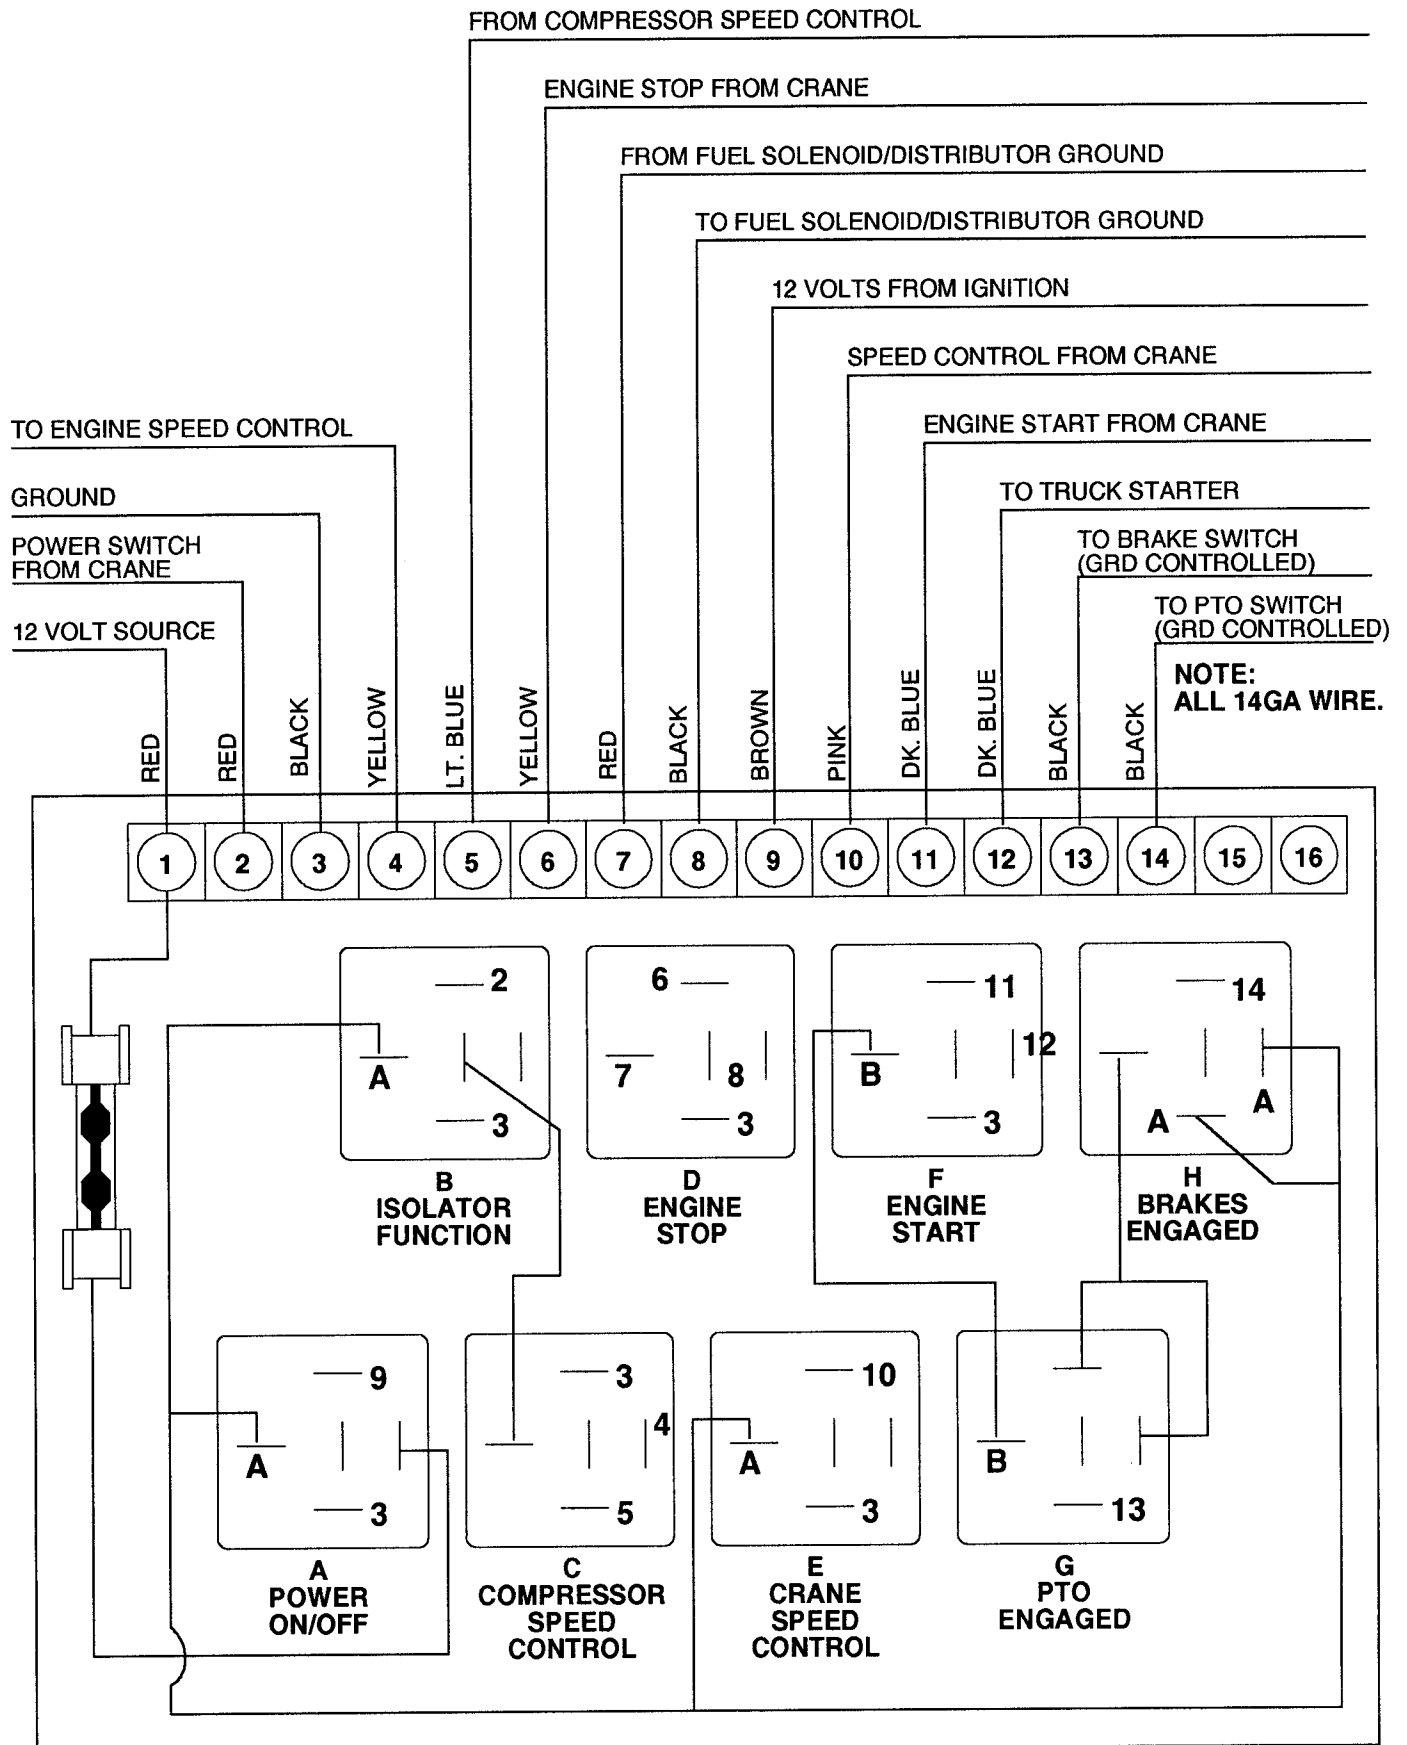 FROM COMPRESSOR SPEED CONTROL
ENGINE STOP FROM CRANE
FROM FUEL SOLENOID/DISTRIBUTOR GROUND
TO FUEL SOLENOID/DISTRIBUTOR GROUND
12 VOLTS FROM IGNITION
SPEED CONTROL FROM CRANE
ENGINE START FROM CRANE
TO ENGINE SPEED CONTROL
TO TRUCK STARTER
GROUND
TO BRAKE SWITCH
(GRD CONTROLLED)
POWER SWITCH
FROM CRANE
TO PTO SWITCH
(GRD CONTROLLED)
12 VOLT SOURCE
NOTE:
ALL 14GA WIRE.
RED
RED
BLACK
YELLOW
LT. BLUE
YELLOW
RED
BLACK
BROWN
PINK
DK. BLUE
DK. BLUE
BLACK
BLACK
1 2 3 4 5 6 7 8 9 10 11 12 13 14 15 16
2
A
3
B
ISOLATOR
FUNCTION
6
7
8
3
D
ENGINE
STOP
11
12
B
3
F
ENGINE
START
14
A
A
H
BRAKES
ENGAGED
9
A
3
A
POWER
ON/OFF
3
4
5
C
COMPRESSOR
SPEED
CONTROL
10
A
3
E
CRANE
SPEED
CONTROL
B
13
G
PTO
ENGAGED